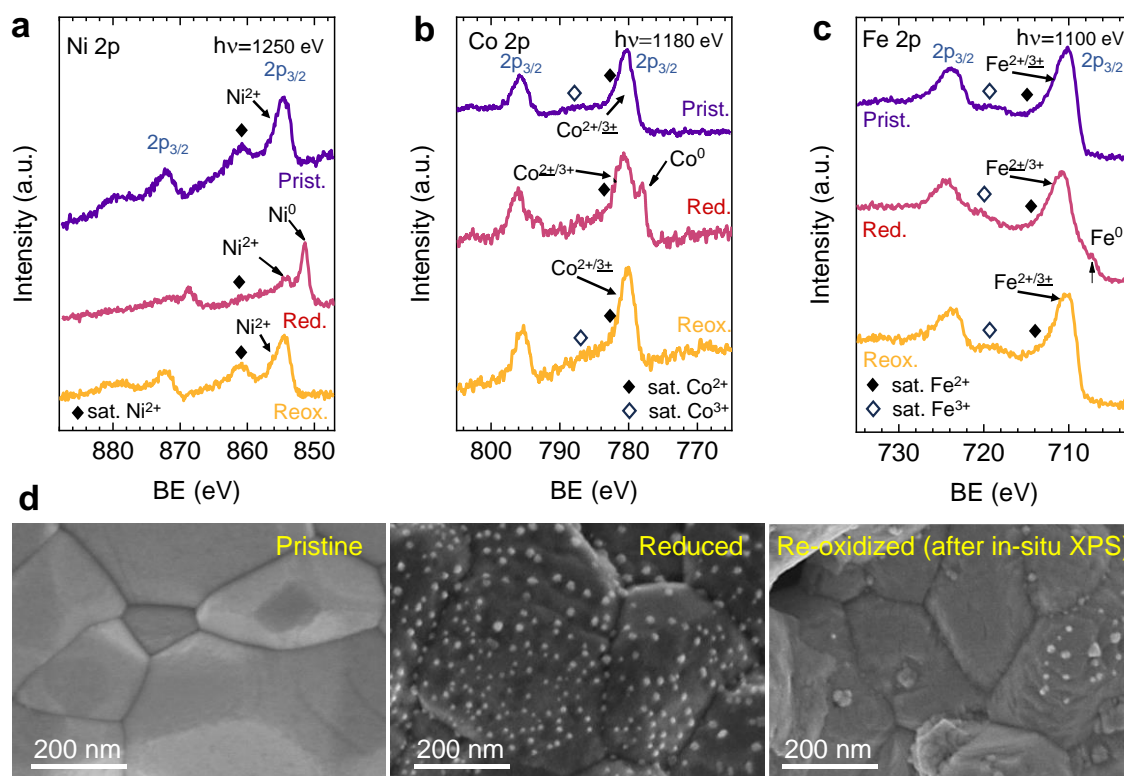 a
Ni 2p
hν=1250 eV
2p3/2
Ni2+
2p3/2
Prist.
Ni0
Ni2+
Red.
Ni2+
Reox.
◆ sat. Ni2+
880 870 860 850
BE (eV)
Intensity (a.u.)
b
Co 2p
hν=1180 eV
2p3/2
2p3/2
Prist.
Co2+/3+
Co0
Co2+/3+
Red.
Co2+/3+
Reox.
◆ sat. Co2+
◇ sat. Co3+
800 790 780 770
BE (eV)
Intensity (a.u.)
c
Fe 2p
hν=1100 eV
2p3/2
Fe2+/3+
2p3/2
Prist.
Fe2+/3+
Red.
Fe0
Fe2+/3+
Reox.
◆ sat. Fe2+
◇ sat. Fe3+
730 720 710
BE (eV)
Intensity (a.u.)
d
Pristine
200 nm
Reduced
200 nm
Re-oxidized (after in-situ XPS)
200 nm